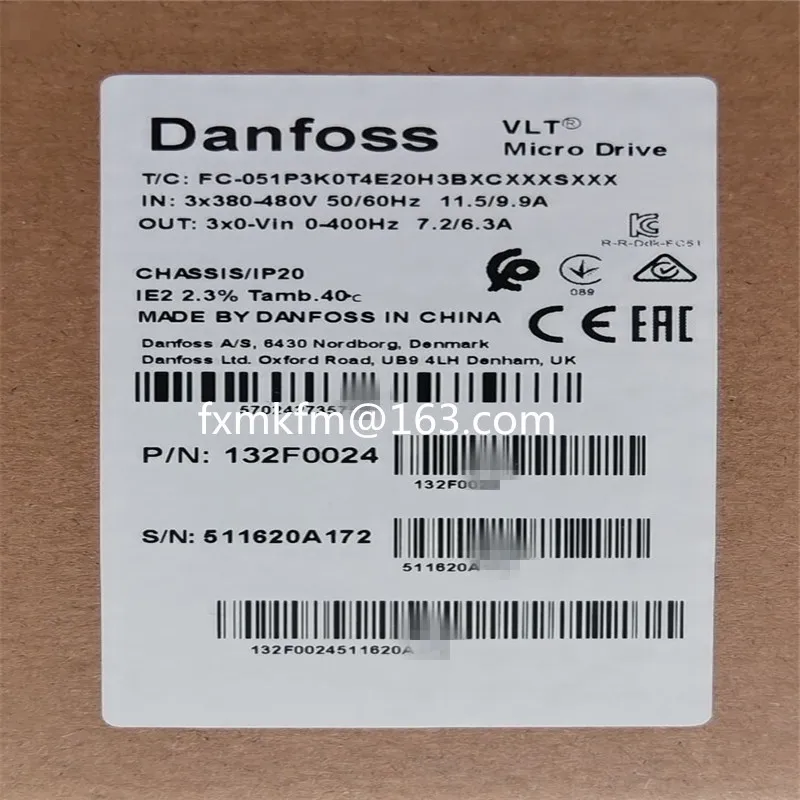 Danfoss
VLT®
Micro Drive
T/C: FC-051P3K0T4E20H3BXCXXXSXXX
IN: 3x380-480V 50/60Hz 11.5/9.9A
OUT: 3x0-Vin 0-400Hz 7.2/6.3A
R-R-Ddk-FC51
CHASSIS/IP20
IE2 2.3% Tamb.40°c
089
MADE BY DANFOSS IN CHINA
CE EAC
Danfoss A/S, 6430 Nordborg, Denmark
Danfoss Ltd. Oxford Road, UB9 4LH Denham, UK
fxmkfm@163.com
P/N: 132F0024
132F00
S/N: 511620A172
511620A
132F0024511620A